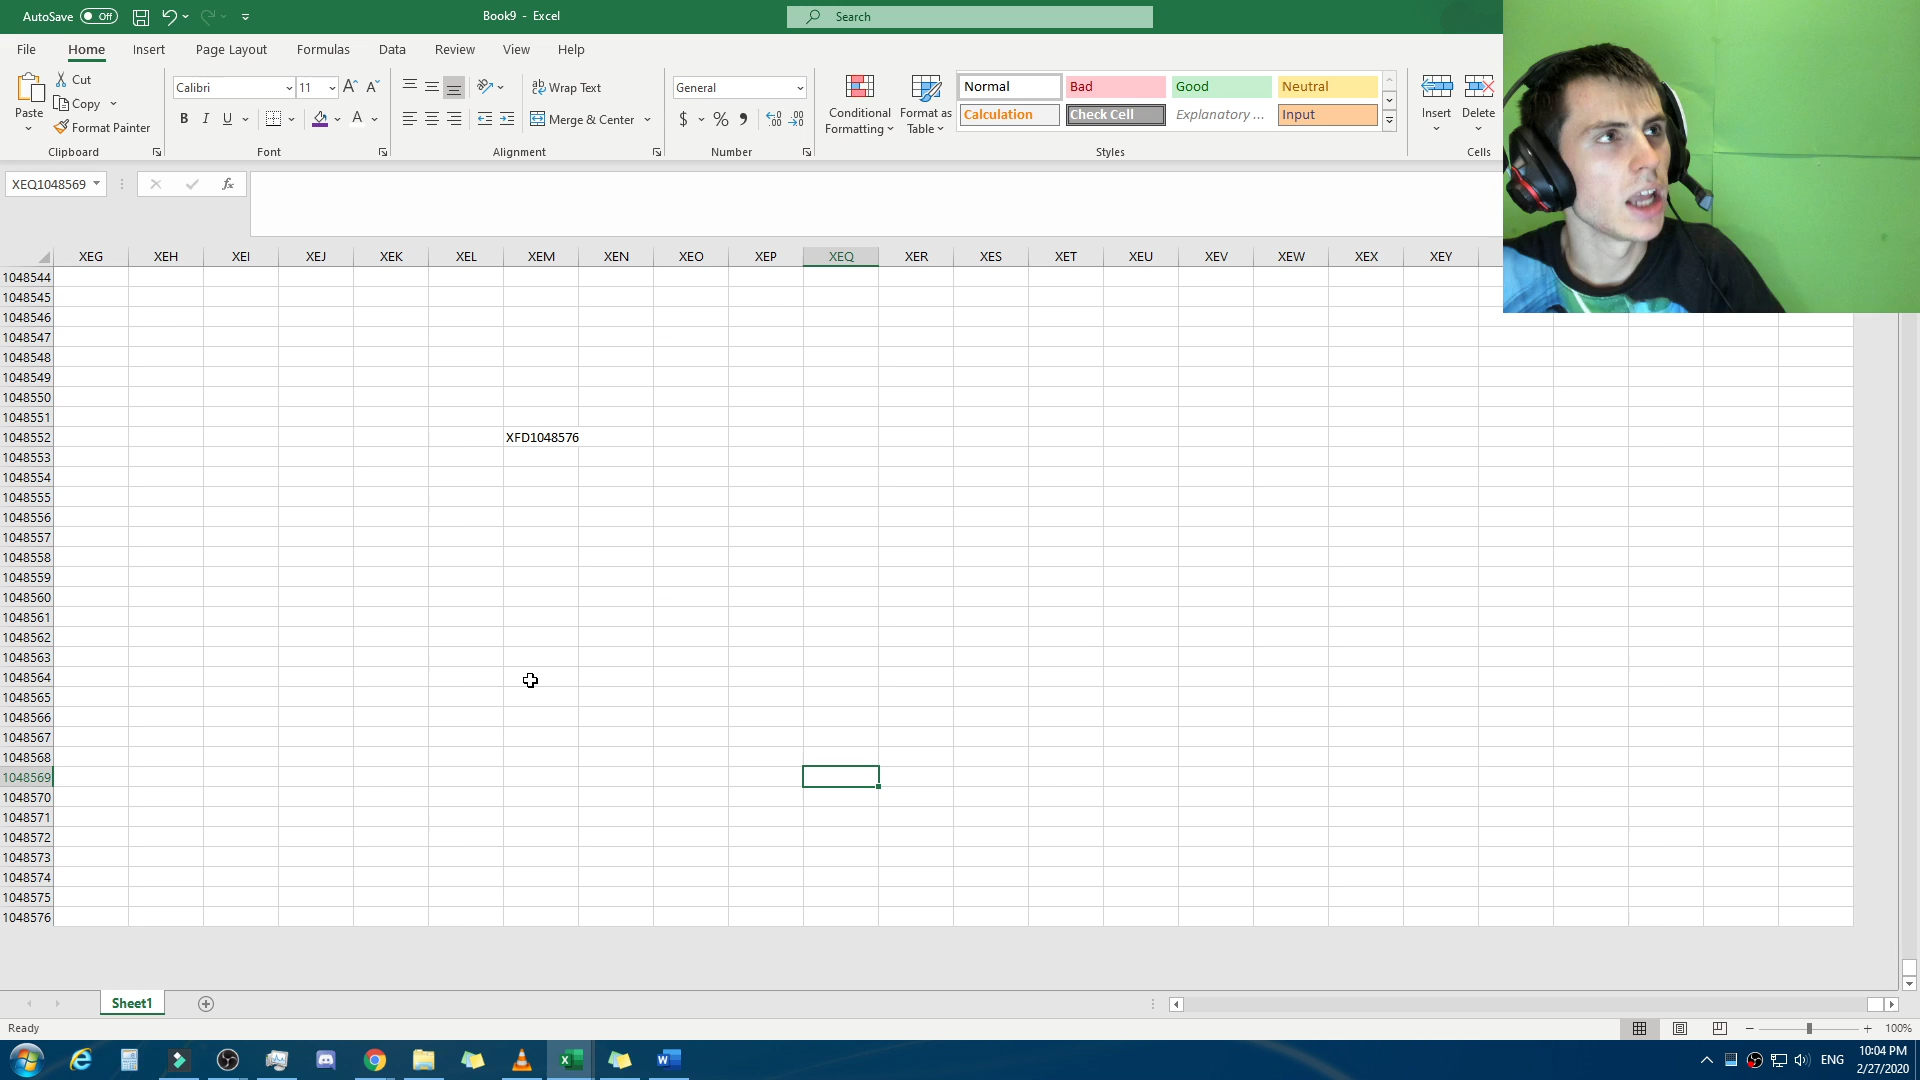 AutoSave Off Book9 - Excel Search
File Home Insert Page Layout Formulas Data Review View Help
Paste Cut Copy Format Painter Clipboard
Calibri 11 A A B I U A Font
ab Wrap Text Merge & Center Alignment
General $ % Number
Conditional Formatting Format as Table
Normal Bad Good Neutral
Calculation Check Cell Explanatory ... Input
Styles
Insert Delete
Cells
XEQ1048569 fx
XEG XEH XEI XEJ XEK XEL XEM XEN XEO XEP XEQ XER XES XET XEU XEV XEW XEX XEY
1048544
1048545
1048546
1048547
1048548
1048549
1048550
1048551
1048552 XFD1048576
1048553
1048554
1048555
1048556
1048557
1048558
1048559
1048560
1048561
1048562
1048563
1048564
1048565
1048566
1048567
1048568
1048569
1048570
1048571
1048572
1048573
1048574
1048575
1048576
Sheet1
Ready 100%
ENG 10:04 PM
2/27/2020